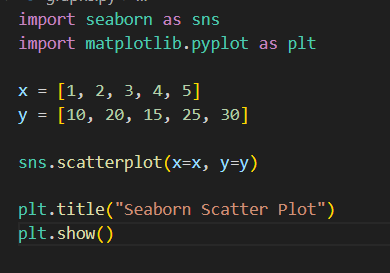 import seaborn as sns
import matplotlib.pyplot as plt
x = [1, 2, 3, 4, 5]
y = [10, 20, 15, 25, 30]
sns.scatterplot(x=x, y=y)
plt.title("Seaborn Scatter Plot")
plt.show()